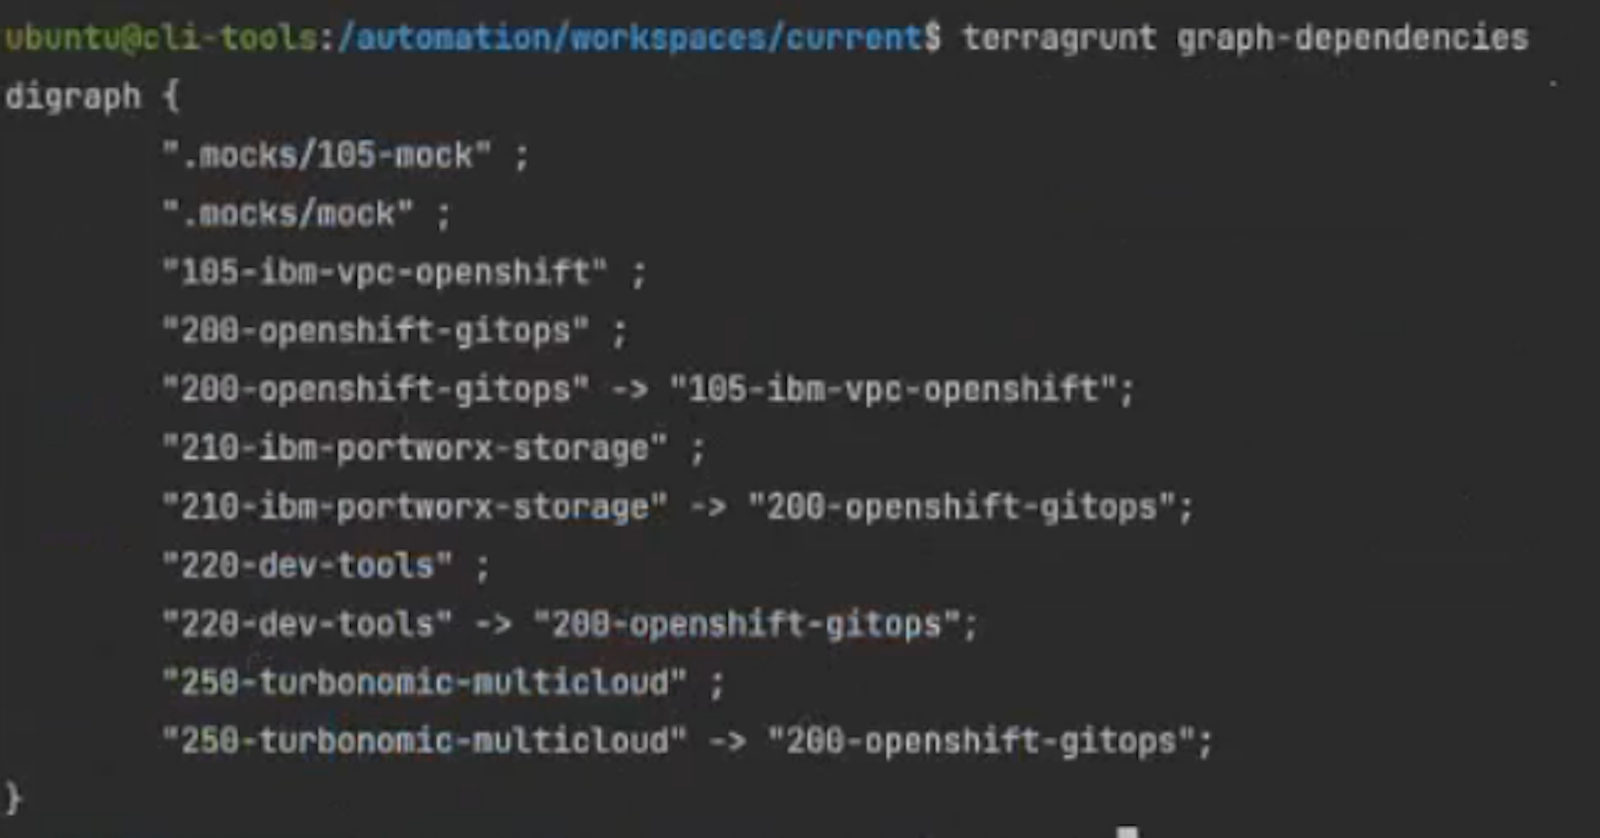 ubuntu@cli-tools:/automation/workspaces/current$ terragrunt graph-dependencies
digraph {
".mocks/105-mock" ;
".mocks/mock" ;
"105-ibm-vpc-openshift" ;
"200-openshift-gitops" ;
"200-openshift-gitops" -> "105-ibm-vpc-openshift";
"210-ibm-portworx-storage" ;
"210-ibm-portworx-storage" -> "200-openshift-gitops";
"220-dev-tools" ;
"220-dev-tools" -> "200-openshift-gitops";
"250-turbonomic-multicloud" ;
"250-turbonomic-multicloud" -> "200-openshift-gitops";
}